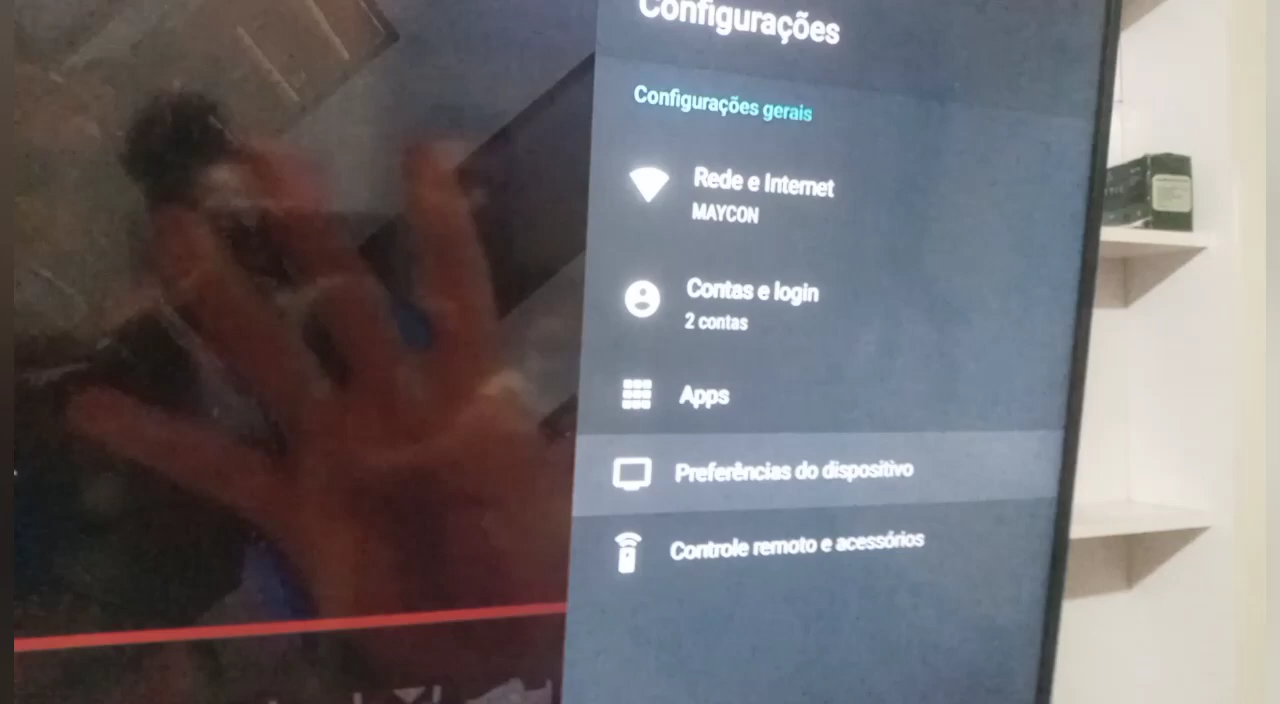 Configurações
Configurações gerais
Rede e Internet
MAYCON
Contas e login
2 contas
Apps
Preferências do dispositivo
Controle remoto e acessórios